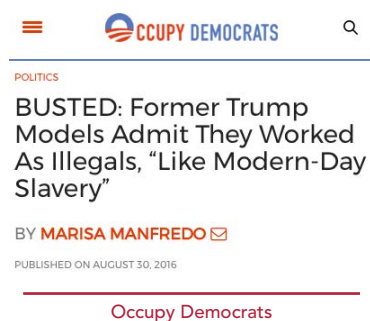 OCCUPY DEMOCRATS
POLITICS
BUSTED: Former Trump
Models Admit They Worked
As Illegals, “Like Modern-Day
Slavery”
BY MARISA MANFREDO
PUBLISHED ON AUGUST 30, 2016
Occupy Democrats